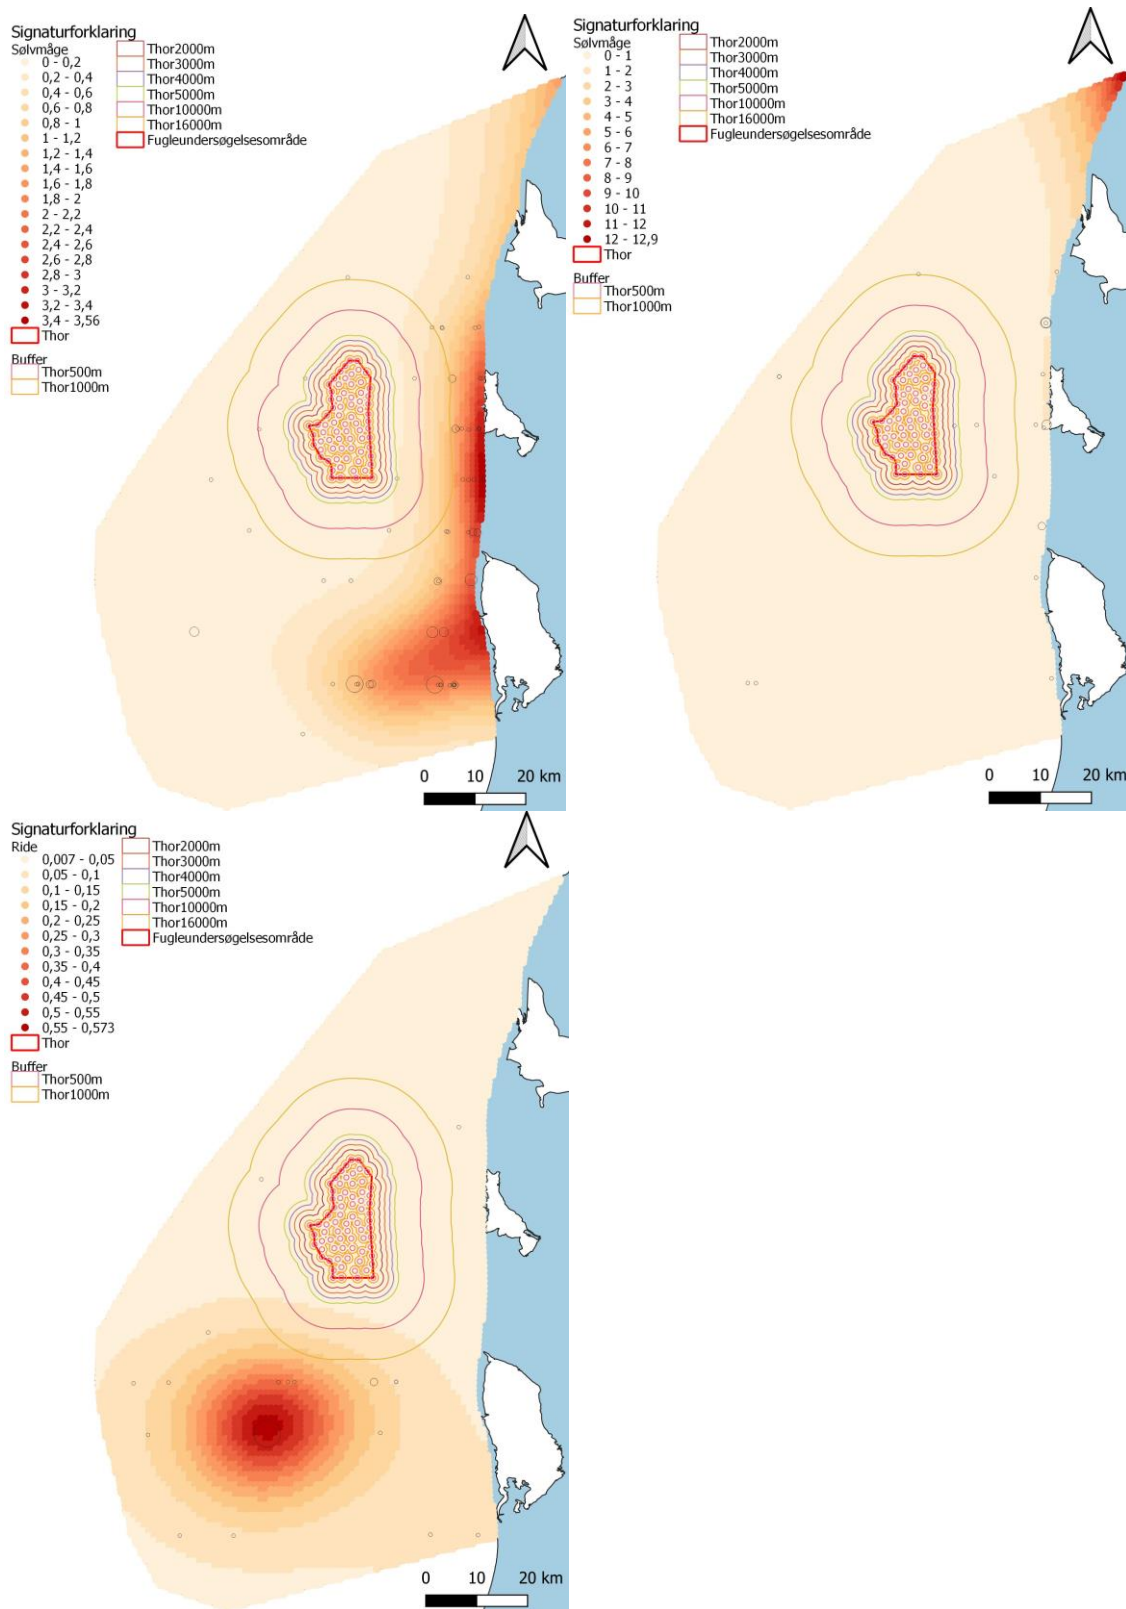 Signaturforklaring
Sølvmåge
0 - 0,2
0,2 - 0,4
0,4 - 0,6
0,6 - 0,8
0,8 - 1
1 - 1,2
1,2 - 1,4
1,4 - 1,6
1,6 - 1,8
1,8 - 2
2 - 2,2
2,2 - 2,4
2,4 - 2,6
2,6 - 2,8
2,8 - 3
3 - 3,2
3,2 - 3,4
3,4 - 3,56
Thor
Buffer
Thor500m
Thor1000m
Thor2000m
Thor3000m
Thor4000m
Thor5000m
Thor10000m
Thor16000m
Fugleundersøgelsesområde
0 10 20 km
Signaturforklaring
Sølvmåge
0 - 1
1 - 2
2 - 3
3 - 4
4 - 5
5 - 6
6 - 7
7 - 8
8 - 9
9 - 10
10 - 11
11 - 12
12 - 12,9
Thor
Buffer
Thor500m
Thor1000m
Thor2000m
Thor3000m
Thor4000m
Thor5000m
Thor10000m
Thor16000m
Fugleundersøgelsesområde
0 10 20 km
Signaturforklaring
Ride
0,007 - 0,05
0,05 - 0,1
0,1 - 0,15
0,15 - 0,2
0,2 - 0,25
0,25 - 0,3
0,3 - 0,35
0,35 - 0,4
0,4 - 0,45
0,45 - 0,5
0,5 - 0,55
0,55 - 0,573
Thor
Buffer
Thor500m
Thor1000m
Thor2000m
Thor3000m
Thor4000m
Thor5000m
Thor10000m
Thor16000m
Fugleundersøgelsesområde
0 10 20 km